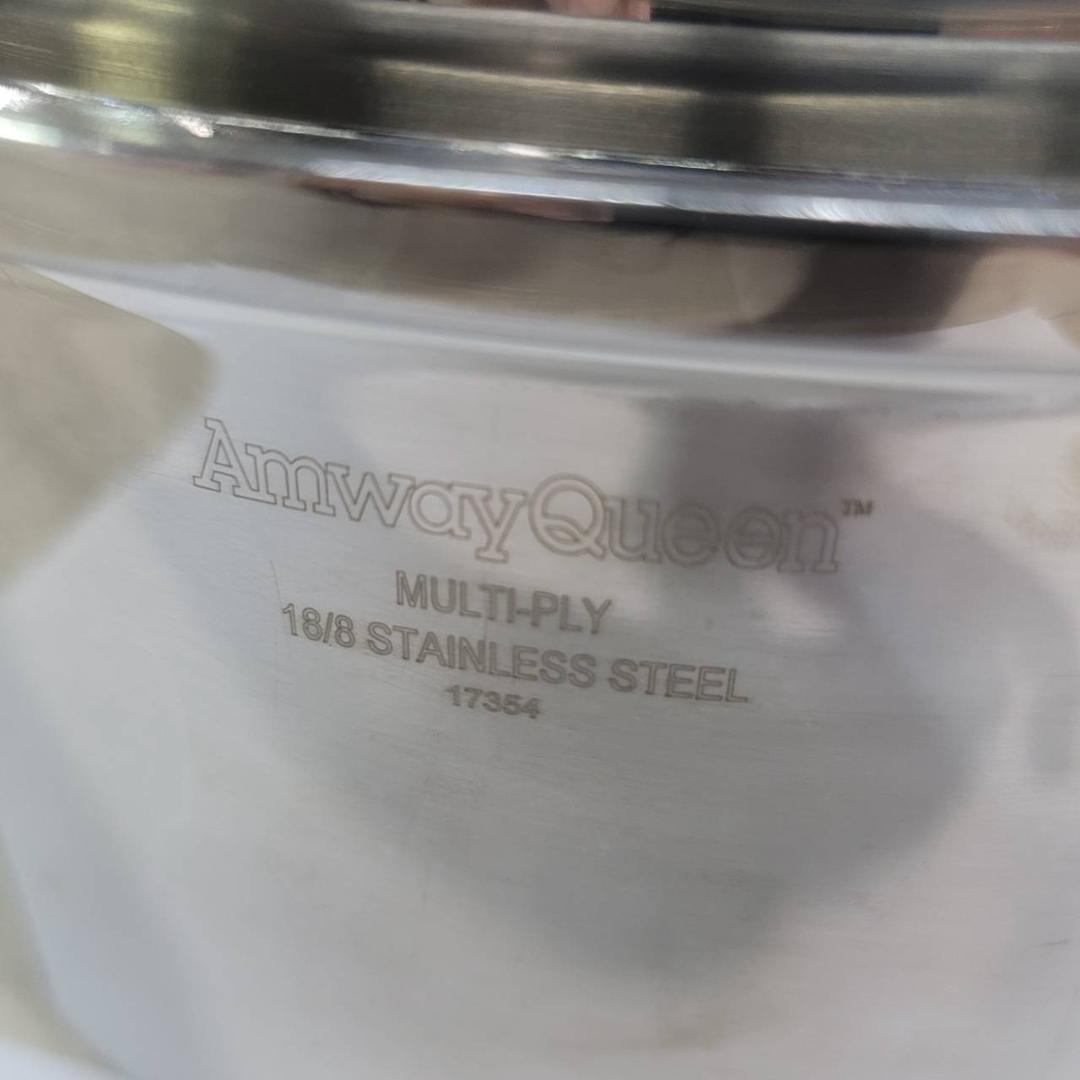 AmwayQueen™
MULTI-PLY
18/8 STAINLESS STEEL
17354